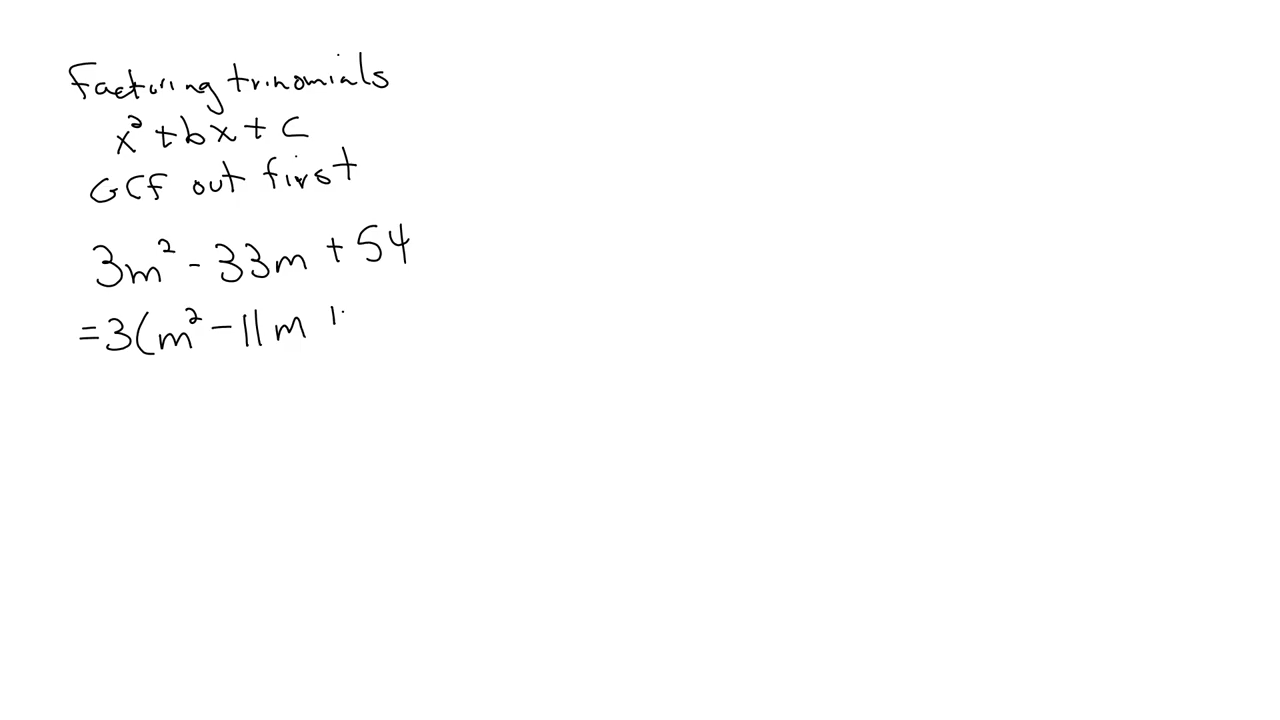 Factoring trinomials
x² + bx + c
GCF out first
3m² - 33m + 54
= 3(m² - 11m